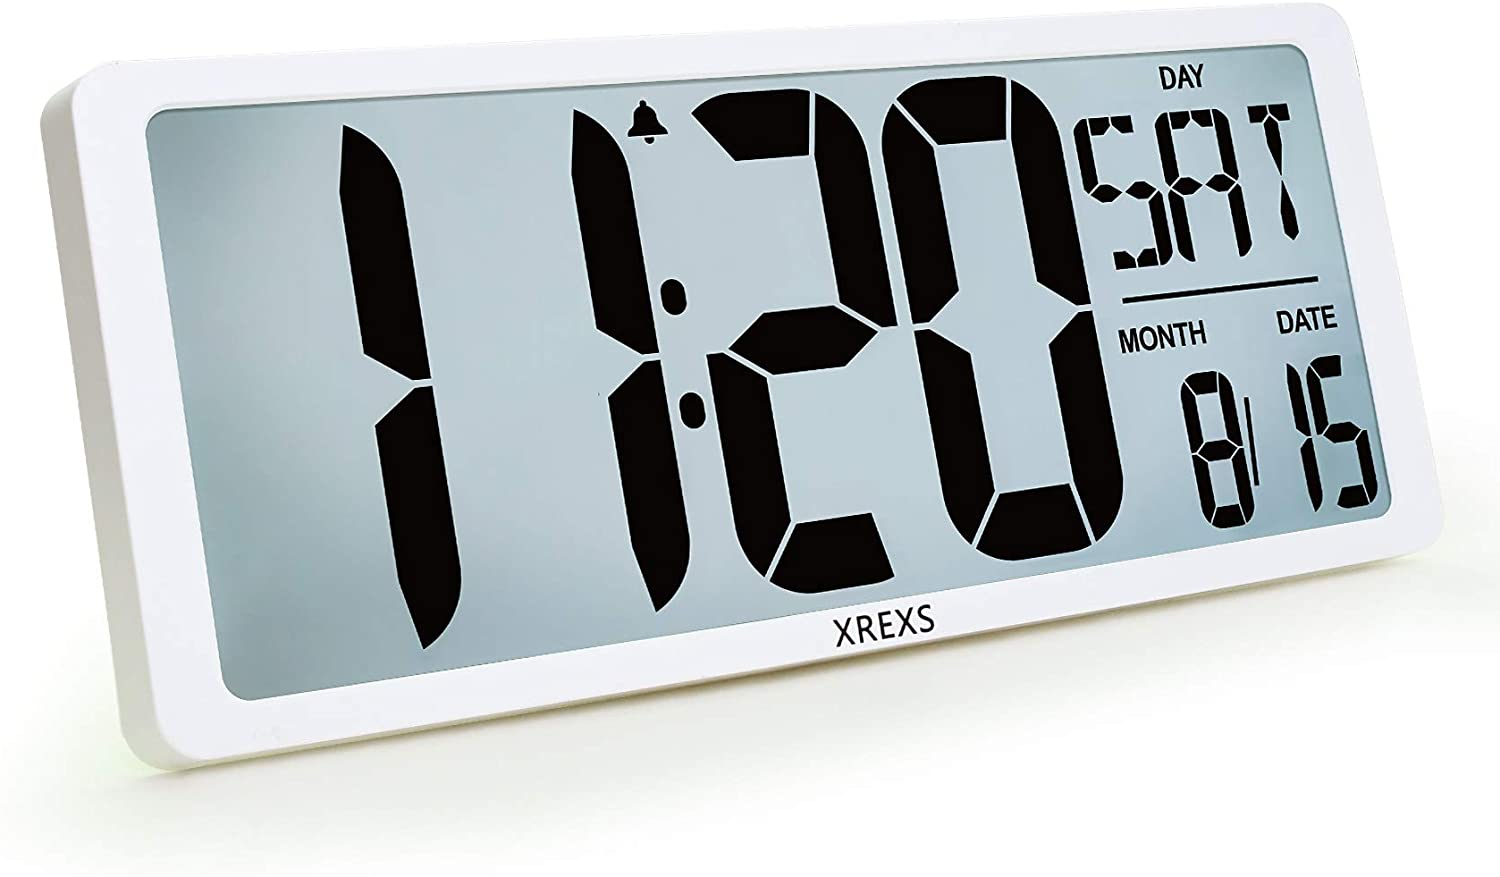 11:20
DAY
SAT
MONTH DATE
8/15
XREXS